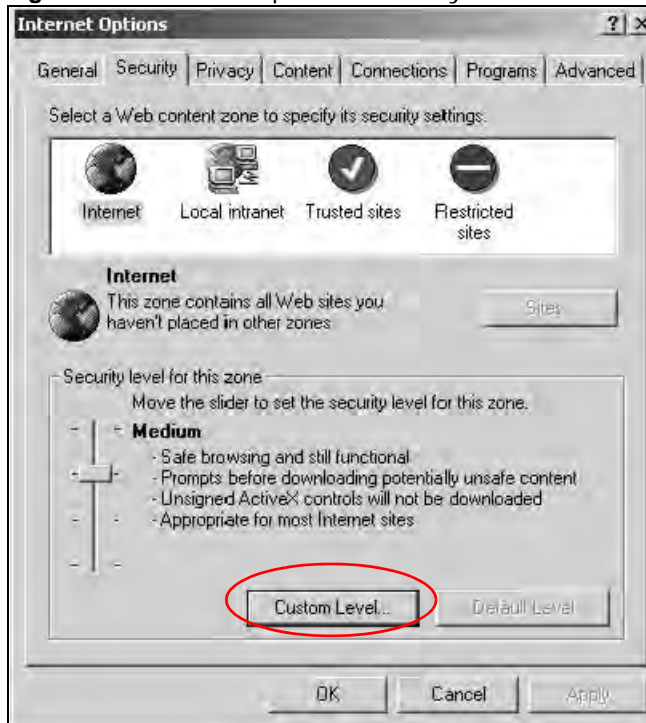 Internet Options
? ×
General Security Privacy Content Connections Programs Advanced
Select a Web content zone to specify its security settings.
Internet Local intranet Trusted sites Restricted
sites
Internet
This zone contains all Web sites you
haven't placed in other zones
Sites
Security level for this zone
Move the slider to set the security level for this zone.
Medium
- Safe browsing and still functional
- Prompts before downloading potentially unsafe content
- Unsigned ActiveX controls will not be downloaded
- Appropriate for most Internet sites
Custom Level... Default Level
OK Cancel Apply